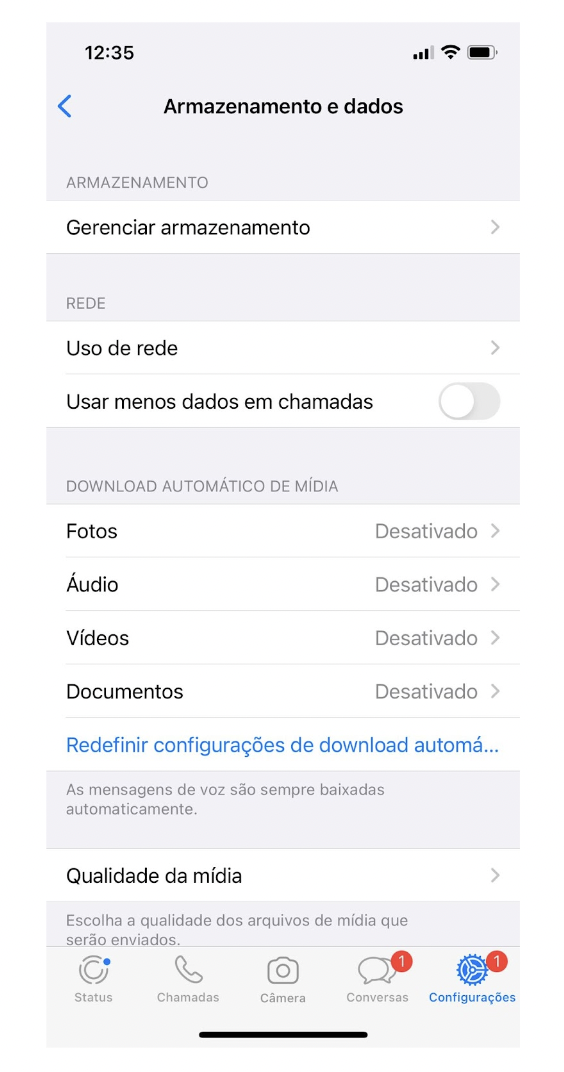 12:35
Armazenamento e dados
ARMAZENAMENTO
Gerenciar armazenamento
REDE
Uso de rede
Usar menos dados em chamadas
DOWNLOAD AUTOMÁTICO DE MÍDIA
Fotos Desativado
Áudio Desativado
Vídeos Desativado
Documentos Desativado
Redefinir configurações de download automá...
As mensagens de voz são sempre baixadas
automaticamente.
Qualidade da mídia
Escolha a qualidade dos arquivos de mídia que
serão enviados.
1 1
Status Chamadas Câmera Conversas Configurações